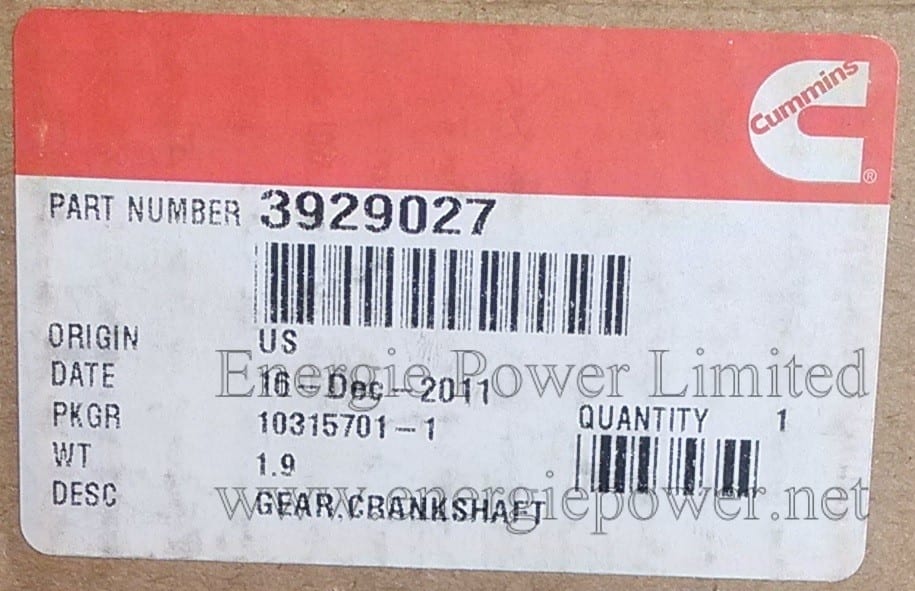 Cummins
®
PART NUMBER 3929027
ORIGIN US
Energie Power Limited
DATE 16-Dec-2011
PKGR 10315701-1
QUANTITY 1
WT 1.9
DESC GEAR,CRANKSHAFT
www.energiepower.net